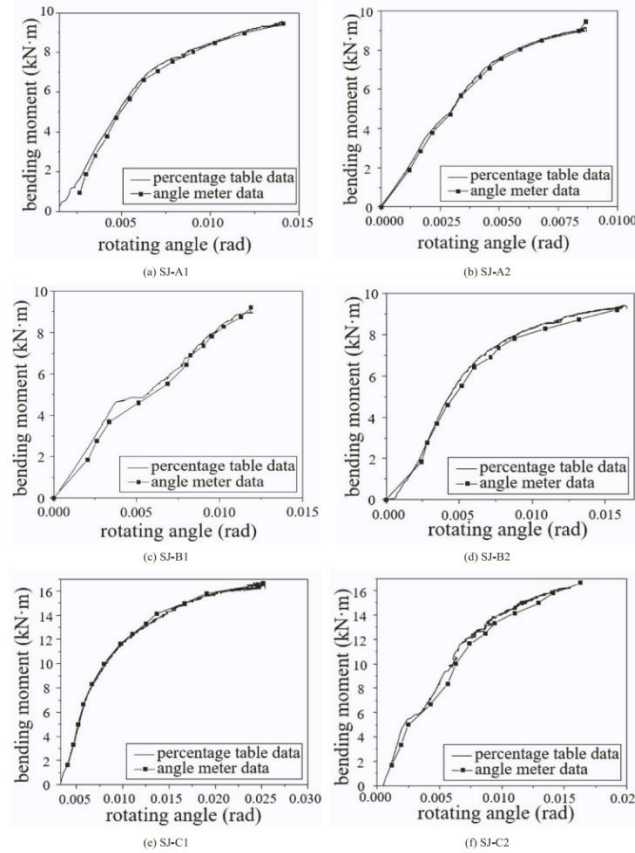 bending moment (kN·m)
10
8
6
4
2
0
percentage table data
angle meter data
0.005 0.010 0.015
rotating angle (rad)
(a) SJ-A1
bending moment (kN·m)
10
8
6
4
2
0
percentage table data
angle meter data
0.0000 0.0025 0.0050 0.0075 0.0100
rotating angle (rad)
(b) SJ-A2
bending moment (kN·m)
10
8
6
4
2
0
percentage table data
angle meter data
0.000 0.005 0.010 0.015
rotating angle (rad)
(c) SJ-B1
bending moment (kN·m)
10
8
6
4
2
0
percentage table data
angle meter data
0.000 0.005 0.010 0.015
rotating angle (rad)
(d) SJ-B2
bending moment (kN·m)
16
14
12
10
8
6
4
2
0
percentage table data
angle meter data
0.005 0.010 0.015 0.020 0.025 0.030
rotating angle (rad)
(e) SJ-C1
bending moment (kN·m)
16
14
12
10
8
6
4
2
0
percentage table data
angle meter data
0.000 0.005 0.010 0.015 0.02
rotating angle (rad)
(f) SJ-C2